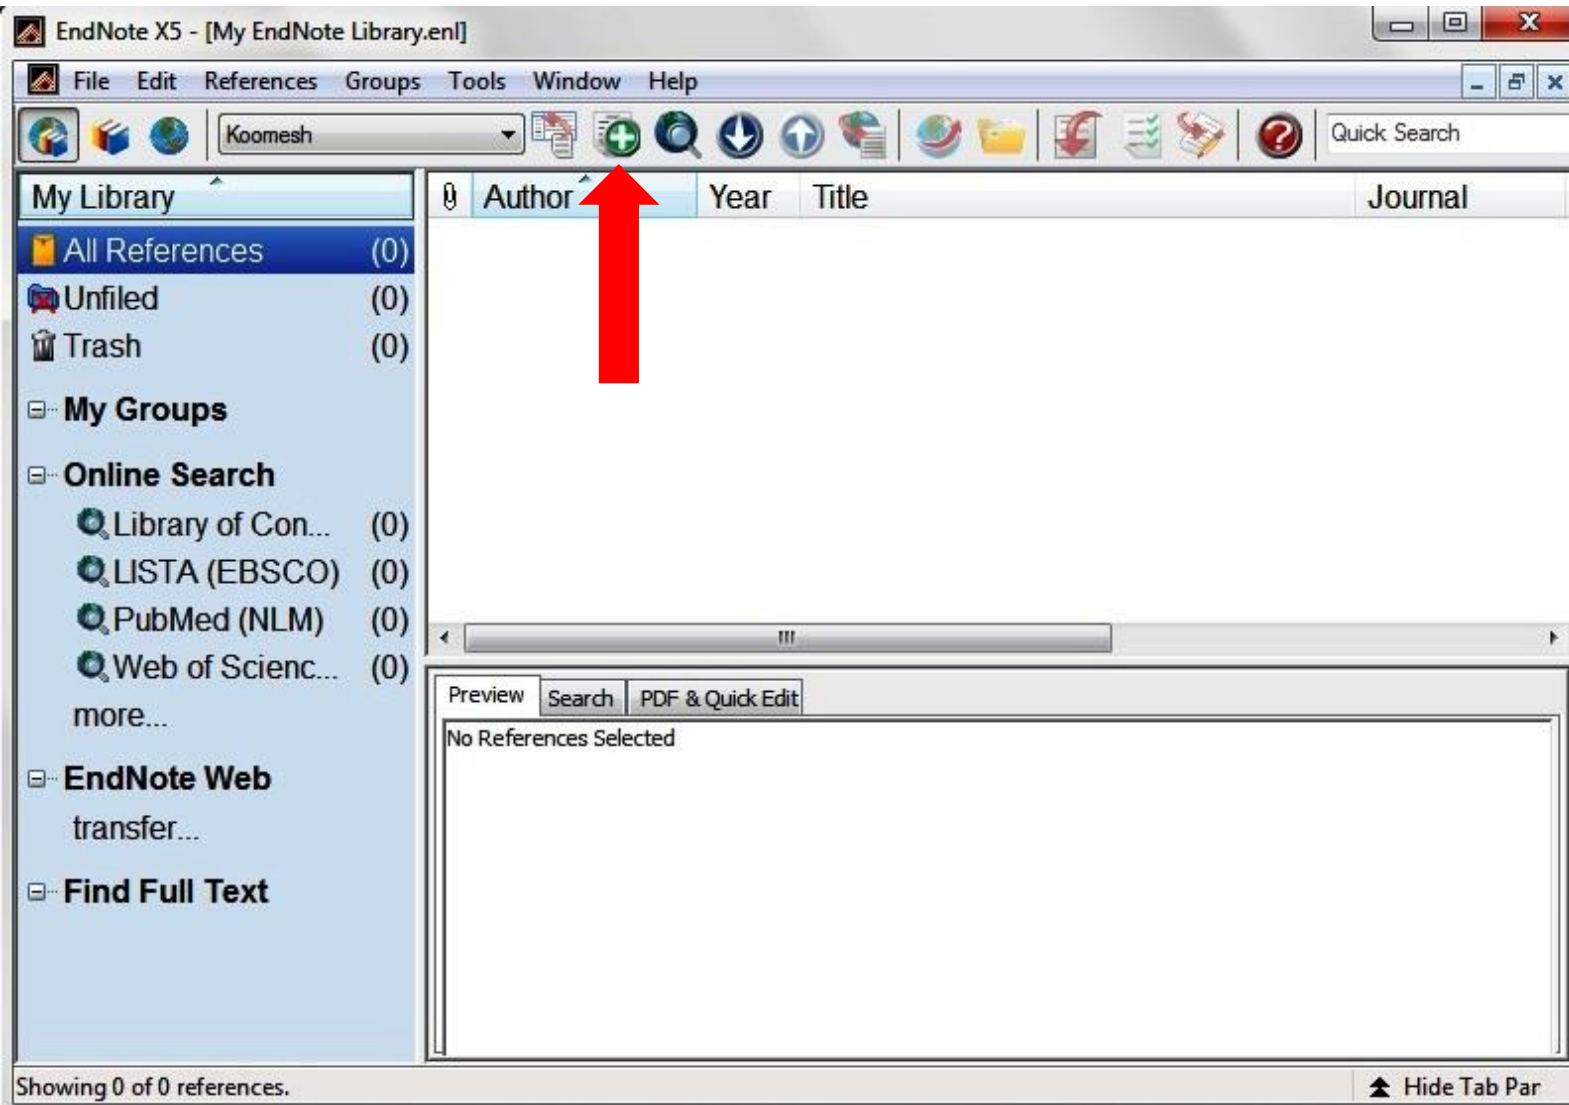 EndNote X5 - [My EndNote Library.enl]
File Edit References Groups Tools Window Help
Koomesh
Quick Search
My Library
All References (0)
Unfiled (0)
Trash (0)
My Groups
Online Search
Library of Con... (0)
LISTA (EBSCO) (0)
PubMed (NLM) (0)
Web of Scienc... (0)
more...
EndNote Web
transfer...
Find Full Text
Author Year Title Journal
Preview Search PDF & Quick Edit
No References Selected
Showing 0 of 0 references.
Hide Tab Par